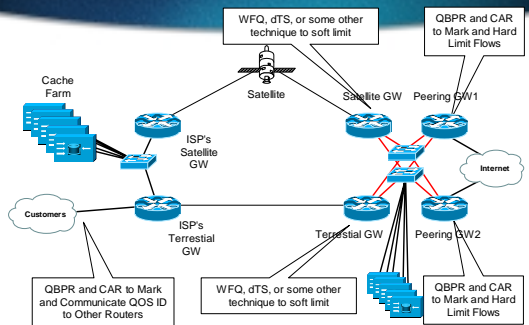 WFQ, dTS, or some other
technique to soft limit
QBPR and CAR
to Mark and Hard
Limit Flows
Cache
Farm
Satellite
Satellite GW
Peering GW1
ISP's
Satellite
GW
Internet
Customers
ISP's
Terrestial
GW
Terrestial GW
Peering GW2
QBPR and CAR to Mark
and Communicate QOS ID
to Other Routers
WFQ, dTS, or some other
technique to soft limit
QBPR and CAR
to Mark and Hard
Limit Flows